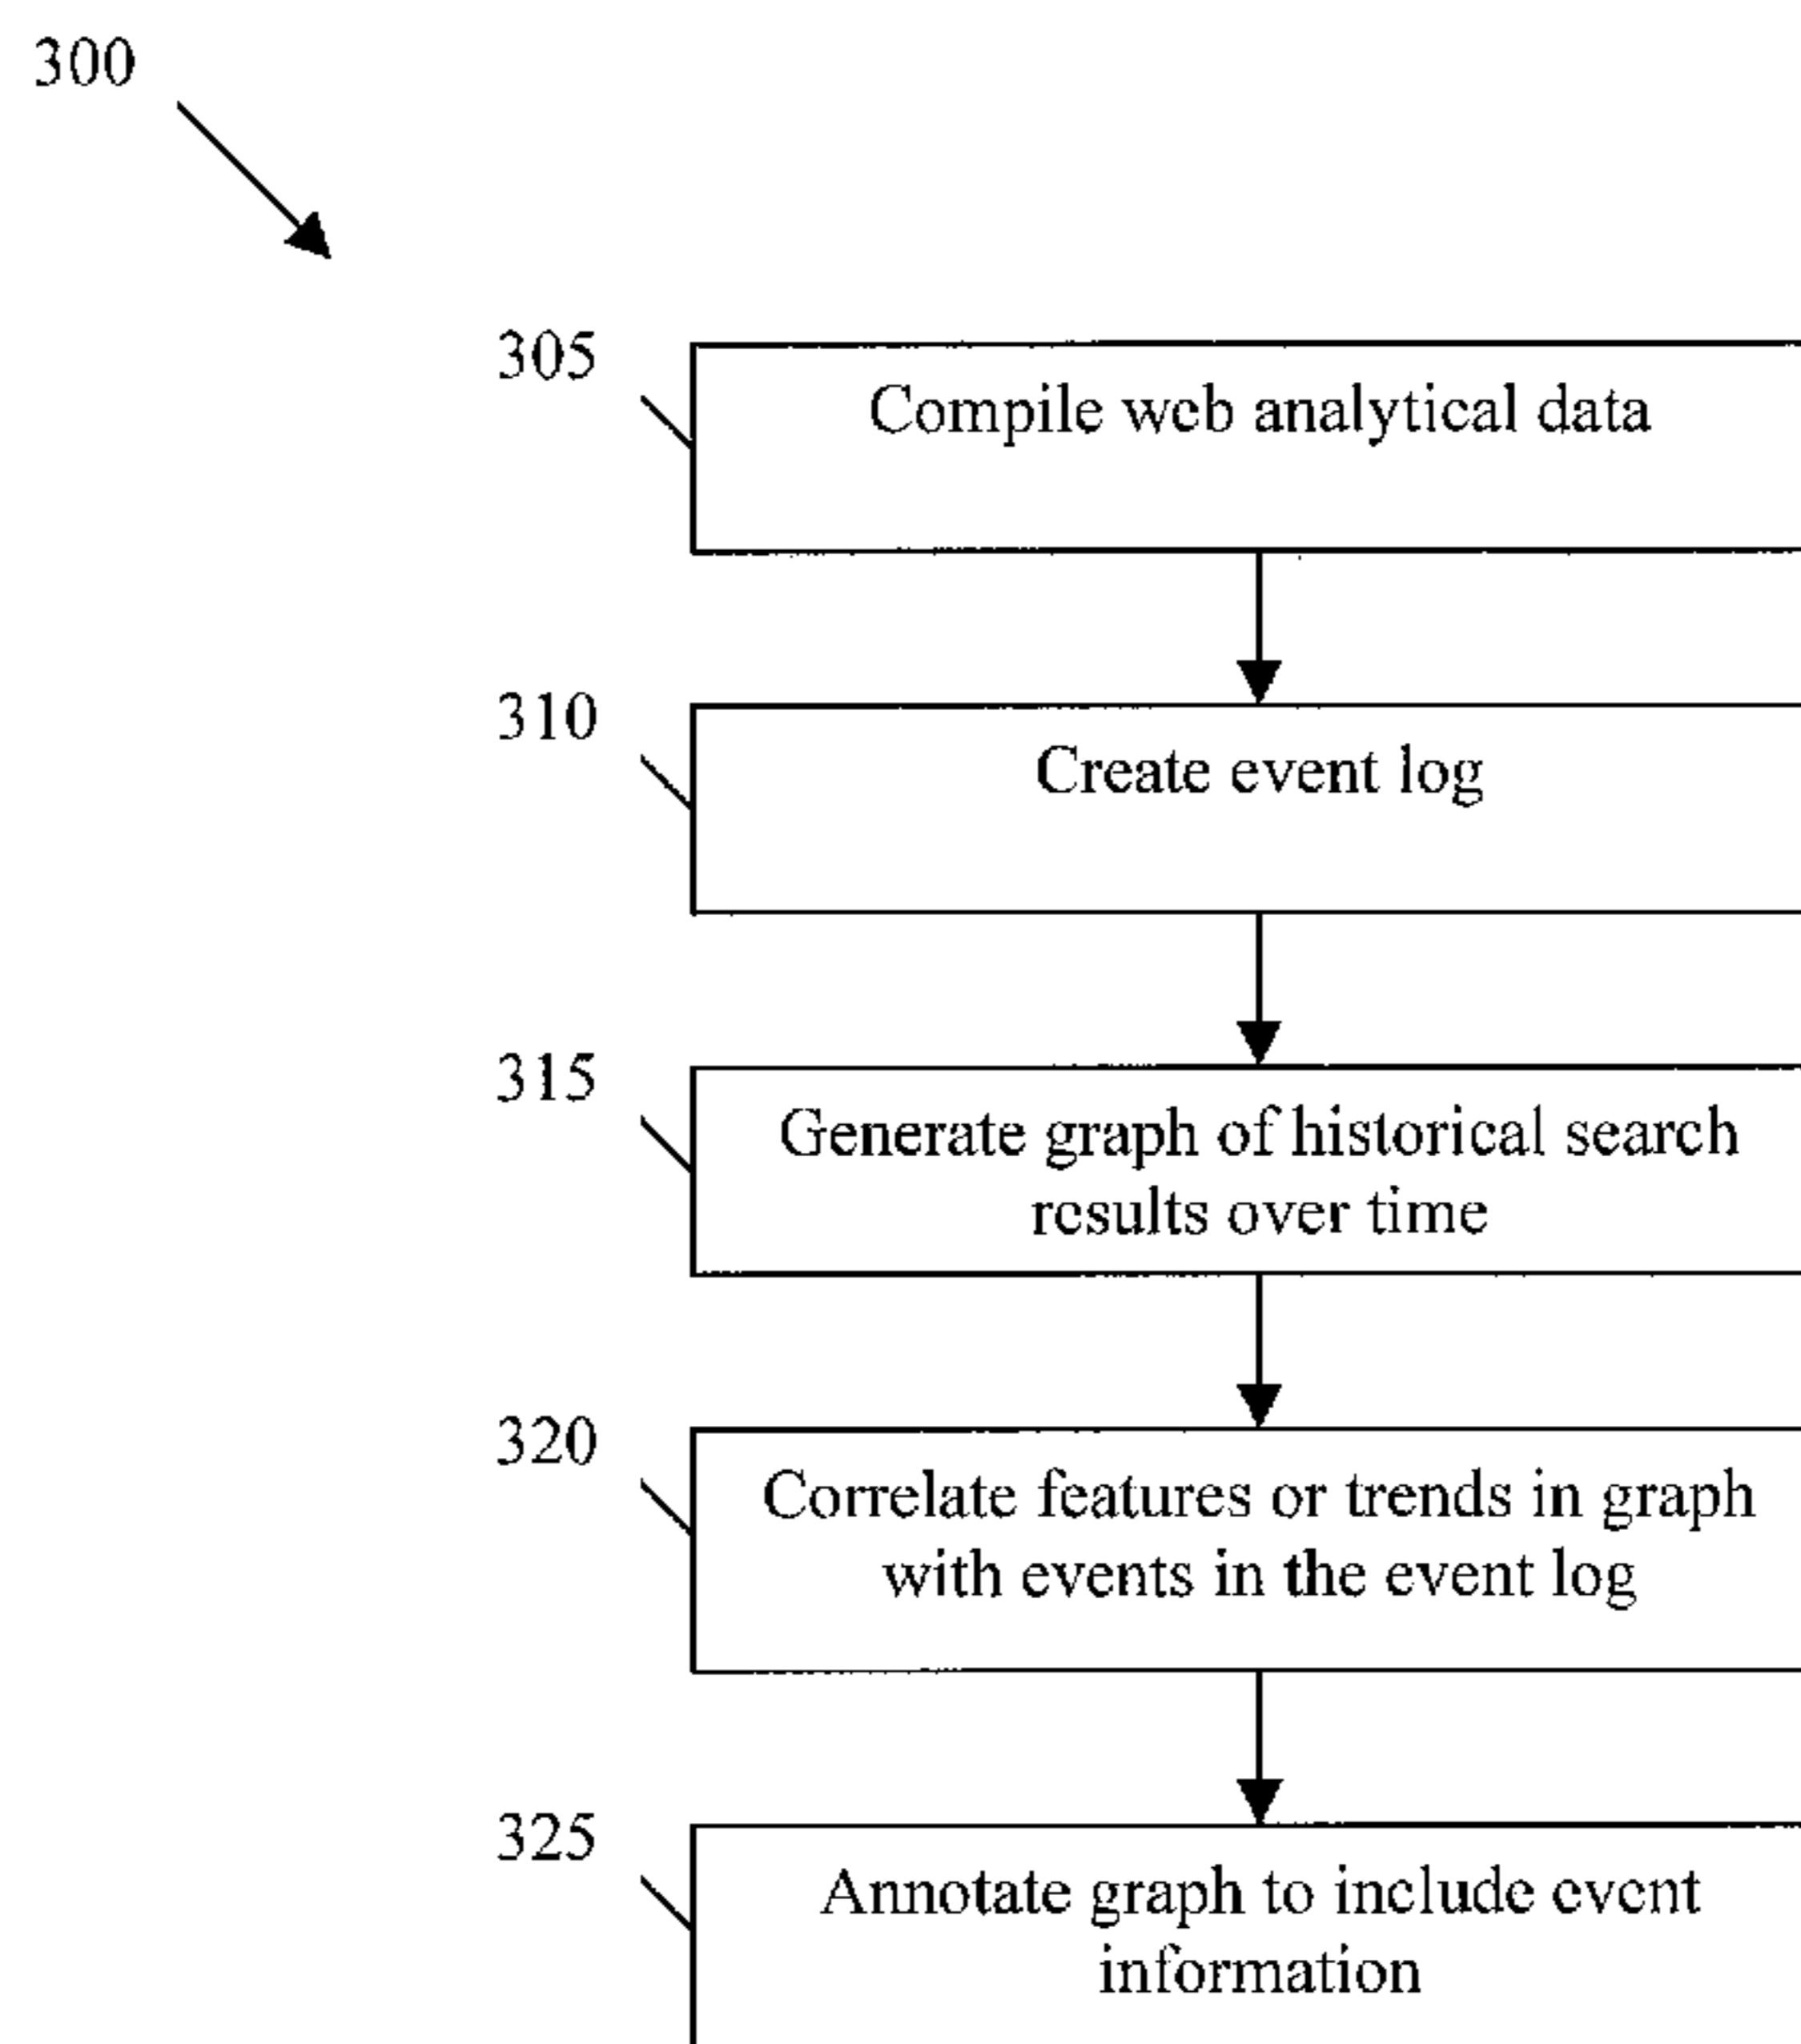 300
305
Compile web analytical data
310
Create event log
315
Generate graph of historical search
results over time
320
Correlate features or trends in graph
with events in the event log
325
Annotate graph to include event
information